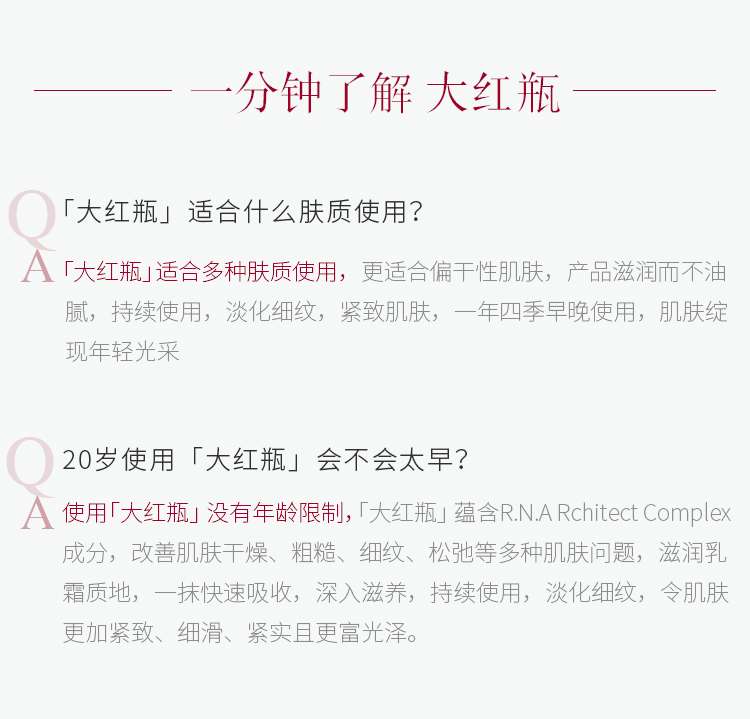 一分钟了解 大红瓶
Q「大红瓶」适合什么肤质使用?
A「大红瓶」适合多种肤质使用，更适合偏干性肌肤，产品滋润而不油
腻，持续使用，淡化细纹，紧致肌肤，一年四季早晚使用，肌肤绽
现年轻光采
Q 20岁使用「大红瓶」会不会太早?
A 使用「大红瓶」没有年龄限制，「大红瓶」蕴含R.N.A Rchitect Complex
成分，改善肌肤干燥、粗糙、细纹、松弛等多种肌肤问题，滋润乳
霜质地，一抹快速吸收，深入滋养，持续使用，淡化细纹，令肌肤
更加紧致、细滑、紧实且更富光泽。